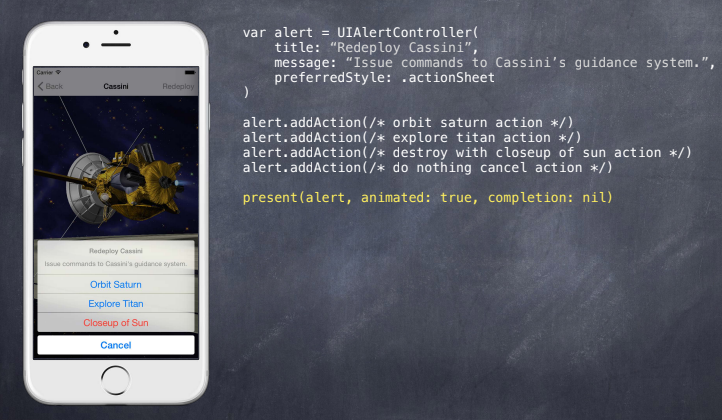 Carrier
Back
Cassini
Redeploy
Redeploy Cassini
Issue commands to Cassini's guidance system.
Orbit Saturn
Explore Titan
Closeup of Sun
Cancel
var alert = UIAlertController(
    title: “Redeploy Cassini”,
    message: “Issue commands to Cassini’s guidance system.”,
    preferredStyle: .actionSheet
)
alert.addAction(/* orbit saturn action */)
alert.addAction(/* explore titan action */)
alert.addAction(/* destroy with closeup of sun action */)
alert.addAction(/* do nothing cancel action */)
present(alert, animated: true, completion: nil)